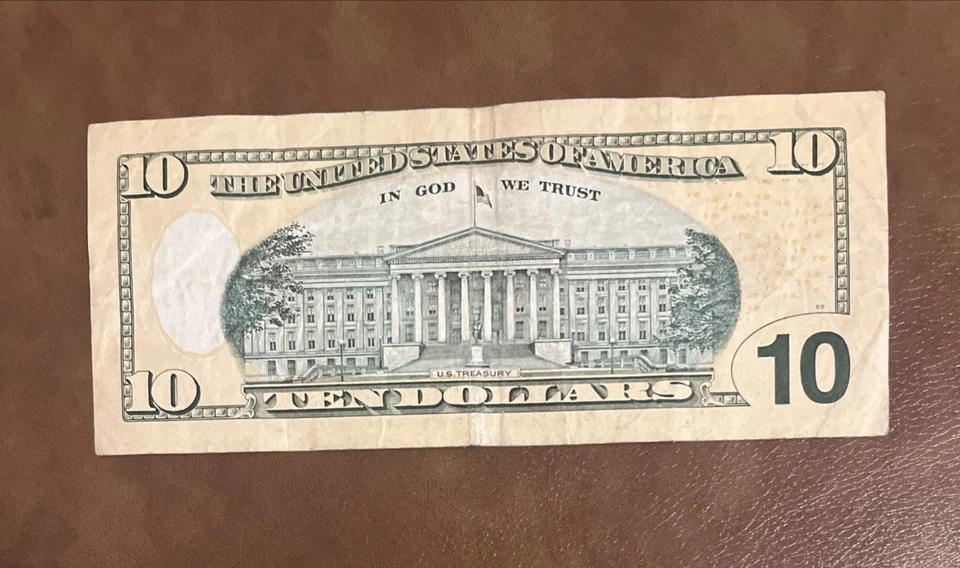 10 THE UNITED STATES OF AMERICA 10
IN GOD WE TRUST
U.S. TREASURY
10 TEN DOLLARS 10